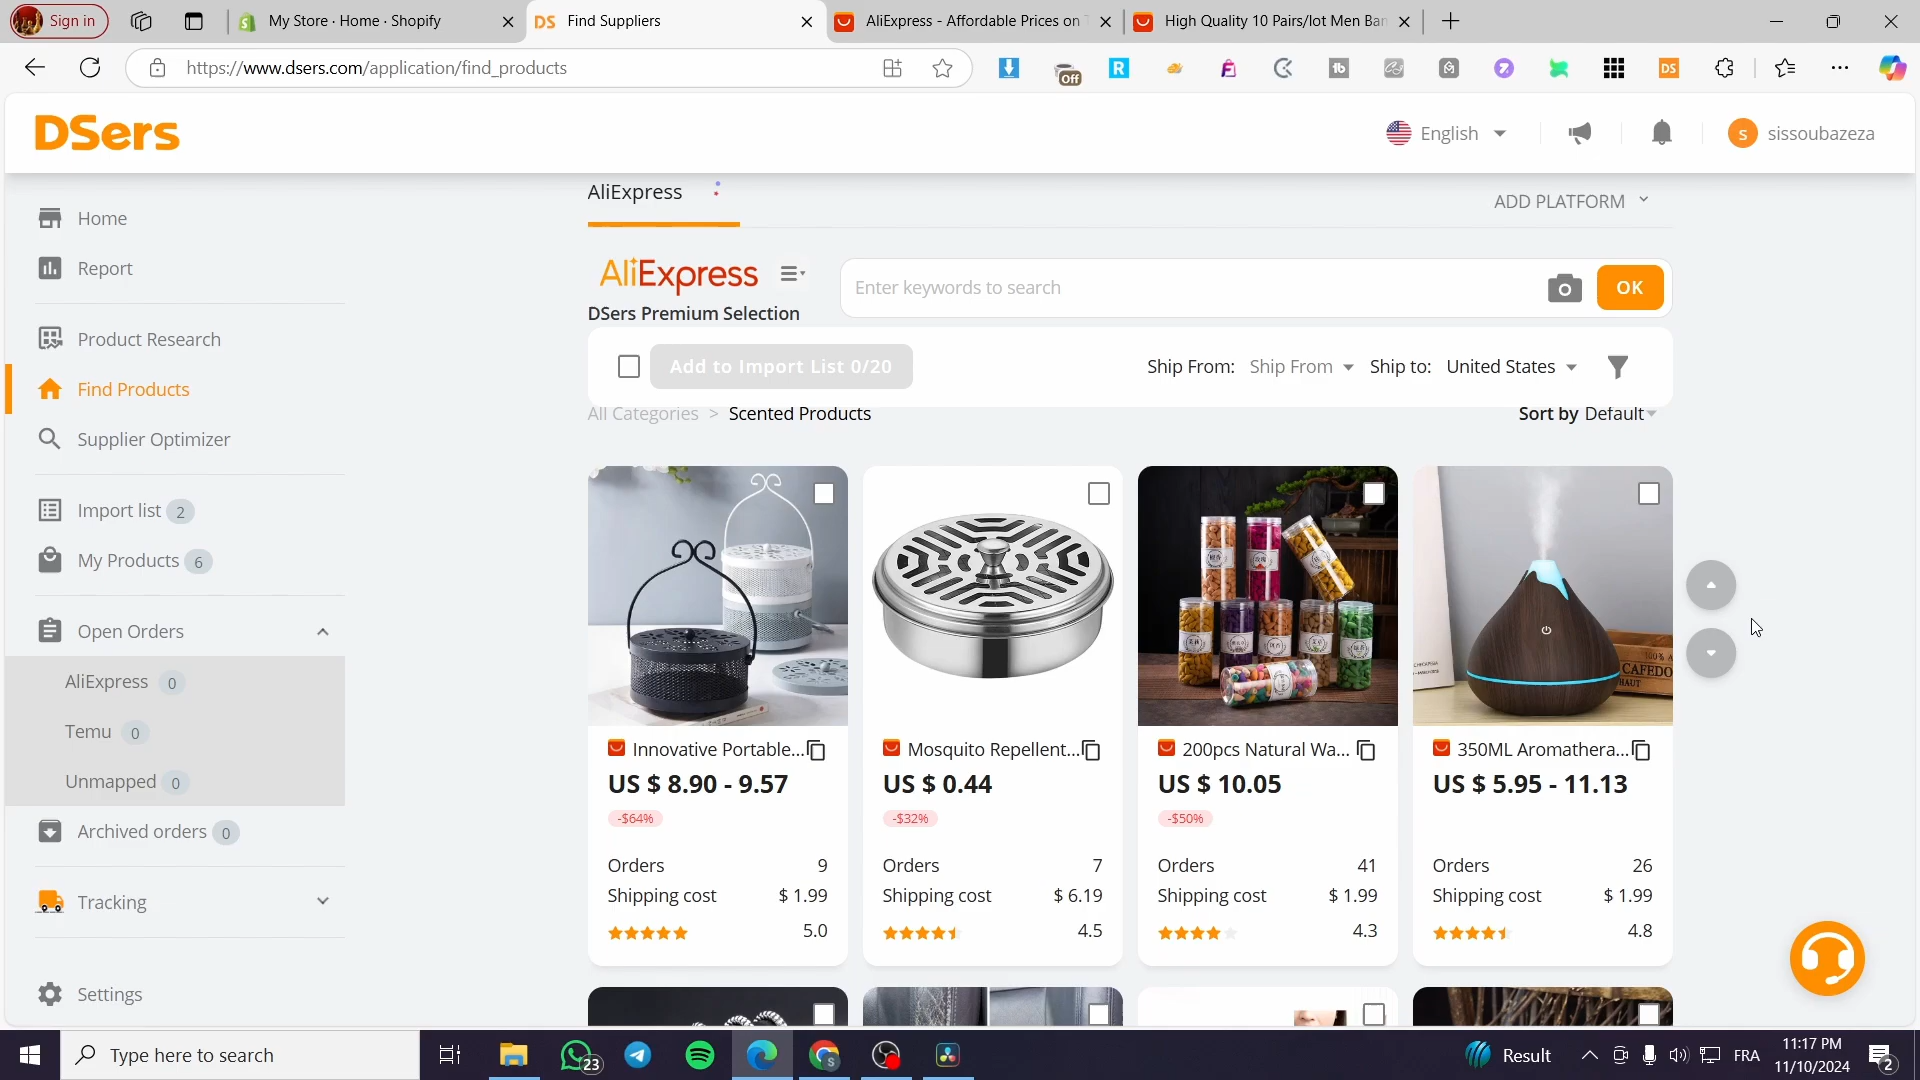 Sign in
My Store · Home · Shopify
DS Find Suppliers
AliExpress - Affordable Prices on
High Quality 10 Pairs/lot Men Ban
https://www.dsers.com/application/find_products
Off
DSers
English
s sissoubazeza
Home
Report
Product Research
Find Products
Supplier Optimizer
Import list 2
My Products 6
Open Orders
AliExpress 0
Temu 0
Unmapped 0
Archived orders 0
Tracking
Settings
AliExpress
ADD PLATFORM
AliExpress
DSers Premium Selection
Enter keywords to search
OK
Add to Import List 0/20
Ship From: Ship From Ship to: United States
All Categories > Scented Products
Sort by Default
Innovative Portable...
US $ 8.90 - 9.57
-$64%
Orders 9
Shipping cost $ 1.99
5.0
Mosquito Repellent...
US $ 0.44
-$32%
Orders 7
Shipping cost $ 6.19
4.5
200pcs Natural Wa...
US $ 10.05
-$50%
Orders 41
Shipping cost $ 1.99
4.3
350ML Aromathera...
US $ 5.95 - 11.13
Orders 26
Shipping cost $ 1.99
4.8
Type here to search
23
Result
FRA
11:17 PM
11/10/2024
2